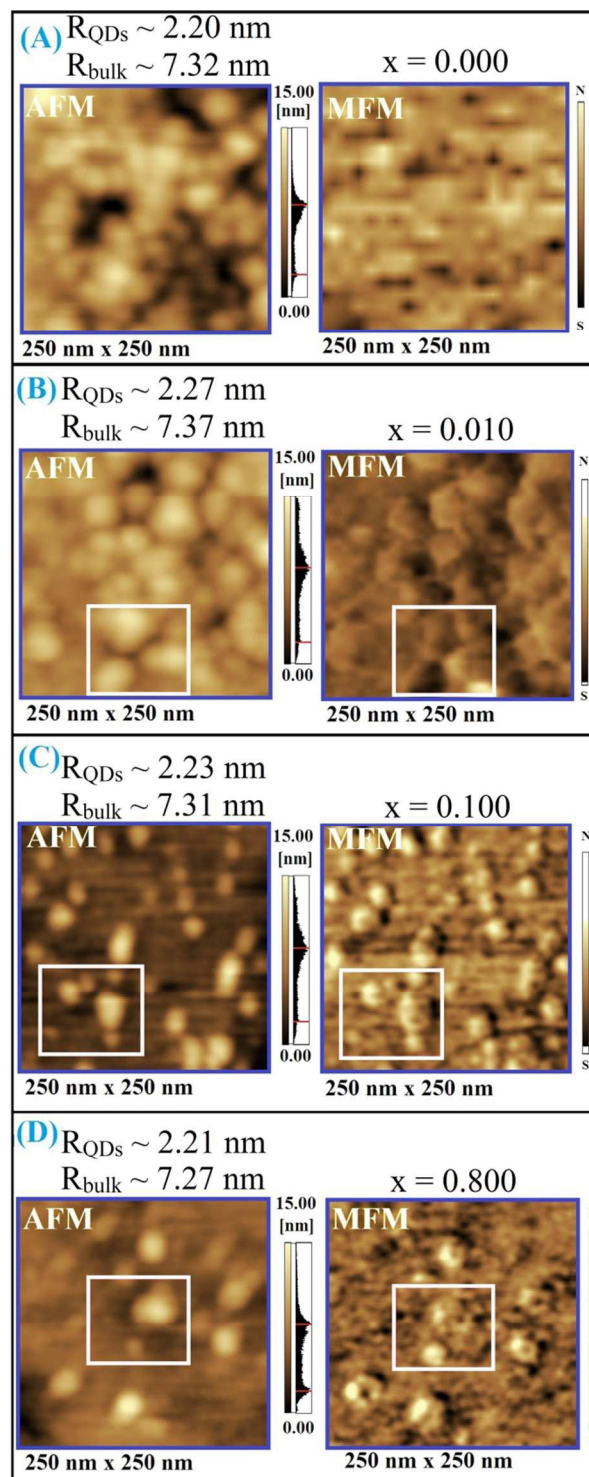 (A) R_QDs ~ 2.20 nm
R_bulk ~ 7.32 nm
x = 0.000
AFM
15.00
[nm]
0.00
MFM
N
S
250 nm x 250 nm
250 nm x 250 nm
(B) R_QDs ~ 2.27 nm
R_bulk ~ 7.37 nm
x = 0.010
AFM
15.00
[nm]
0.00
MFM
N
S
250 nm x 250 nm
250 nm x 250 nm
(C) R_QDs ~ 2.23 nm
R_bulk ~ 7.31 nm
x = 0.100
AFM
15.00
[nm]
0.00
MFM
N
S
250 nm x 250 nm
250 nm x 250 nm
(D) R_QDs ~ 2.21 nm
R_bulk ~ 7.27 nm
x = 0.800
AFM
15.00
[nm]
0.00
MFM
250 nm x 250 nm
250 nm x 250 nm